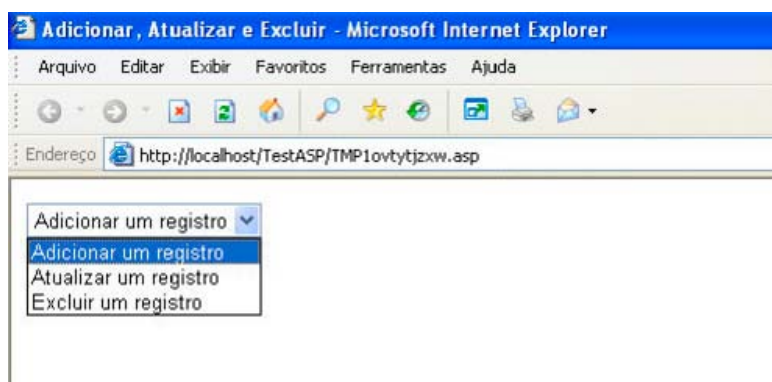 Adicionar, Atualizar e Excluir - Microsoft Internet Explorer
Arquivo Editar Exibir Favoritos Ferramentas Ajuda
Endereço http://localhost/TestASP/TMP1ovtytjzxw.asp
Adicionar um registro
Adicionar um registro
Atualizar um registro
Excluir um registro